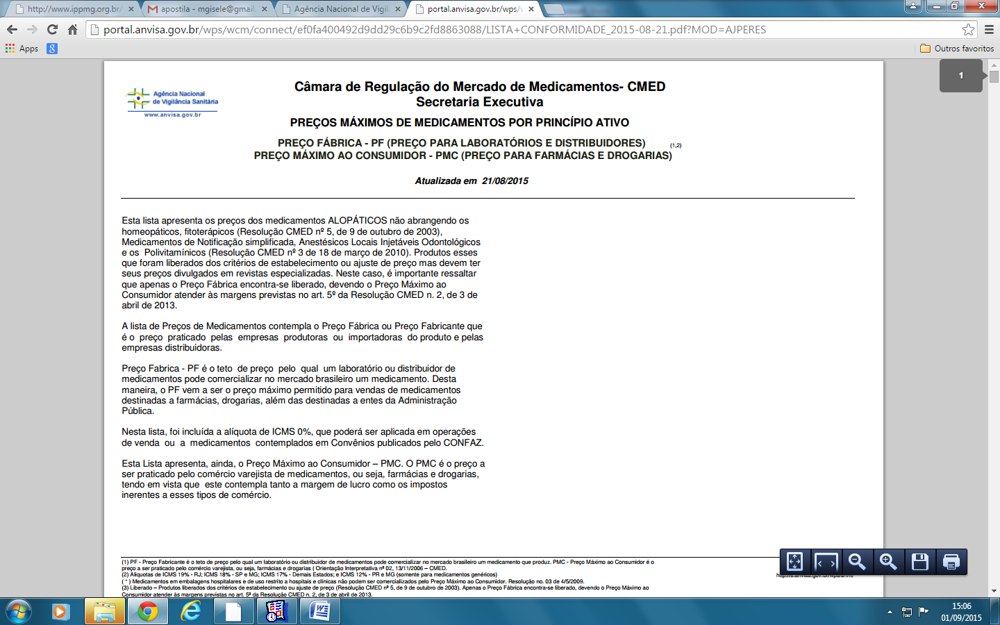 http://www.ippmg.org.br/
apostila - mgisele@gmail.
Agência Nacional de Vigil
portal.anvisa.gov.br/wps/
portal.anvisa.gov.br/wps/wcm/connect/ef0fa400492d9dd29c6b9c2fd8863088/LISTA+CONFORMIDADE_2015-08-21.pdf?MOD=AJPERES
Apps
Outros favoritos
1
Agência Nacional
de Vigilância Sanitária
www.anvisa.gov.br
Câmara de Regulação do Mercado de Medicamentos- CMED
Secretaria Executiva
PREÇOS MÁXIMOS DE MEDICAMENTOS POR PRINCÍPIO ATIVO
PREÇO FÁBRICA - PF (PREÇO PARA LABORATÓRIOS E DISTRIBUIDORES) (1,2)
PREÇO MÁXIMO AO CONSUMIDOR - PMC (PREÇO PARA FARMÁCIAS E DROGARIAS)
Atualizada em 21/08/2015
Esta lista apresenta os preços dos medicamentos ALOPÁTICOS não abrangendo os
homeopáticos, fitoterápicos (Resolução CMED nº 5, de 9 de outubro de 2003),
Medicamentos de Notificação simplificada, Anestésicos Locais Injetáveis Odontológicos
e os Polivitamínicos (Resolução CMED nº 3 de 18 de março de 2010). Produtos esses
que foram liberados dos critérios de estabelecimento ou ajuste de preço mas devem ter
seus preços divulgados em revistas especializadas. Neste caso, é importante ressaltar
que apenas o Preço Fábrica encontra-se liberado, devendo o Preço Máximo ao
Consumidor atender às margens previstas no art. 5º da Resolução CMED n. 2, de 3 de
abril de 2013.
A lista de Preços de Medicamentos contempla o Preço Fábrica ou Preço Fabricante que
é o preço praticado pelas empresas produtoras ou importadoras do produto e pelas
empresas distribuidoras.
Preço Fabrica - PF é o teto de preço pelo qual um laboratório ou distribuidor de
medicamentos pode comercializar no mercado brasileiro um medicamento. Desta
maneira, o PF vem a ser o preço máximo permitido para vendas de medicamentos
destinadas a farmácias, drogarias, além das destinadas a entes da Administração
Pública.
Nesta lista, foi incluída a alíquota de ICMS 0%, que poderá ser aplicada em operações
de venda ou a medicamentos contemplados em Convênios publicados pelo CONFAZ.
Esta Lista apresenta, ainda, o Preço Máximo ao Consumidor – PMC. O PMC é o preço a
ser praticado pelo comércio varejista de medicamentos, ou seja, farmácias e drogarias,
tendo em vista que este contempla tanto a margem de lucro como os impostos
inerentes a esses tipos de comércio.
(1) PF - Preço Fabricante é o teto de preço pelo qual um laboratório ou distribuidor de medicamentos pode comercializar no mercado brasileiro um medicamento que produz. PMC - Preço Máximo ao Consumidor é o
preço a ser praticado pelo comércio varejista, ou seja, farmácias e drogarias ( Orientação Interpretativa nº 02, 13/11/2006 – CMED.
(2) Alíquotas de ICMS 19% - RJ; ICMS 18% - SP e MG; ICMS 17% - Demais Estados; e ICMS 12% - PR e MG (somente para medicamentos genéricos)
( * ) Medicamentos em embalagens hospitalares e de uso restrito a hospitais e clínicas não podem ser comercializados pelo Preço Máximo ao Consumidor. Resolução no. 03 de 4/5/2009.
(3) Liberado – Produtos liberados dos critérios de estabelecimento ou ajuste de preço (Resolução CMED nº 5, de 9 de outubro de 2003). Apenas o Preço Fábrica encontra-se liberado, devendo o Preço Máximo ao
Consumidor atender às margens previstas no art. 5º da Resolução CMED n. 2, de 3 de abril de 2013.
15:06
01/09/2015